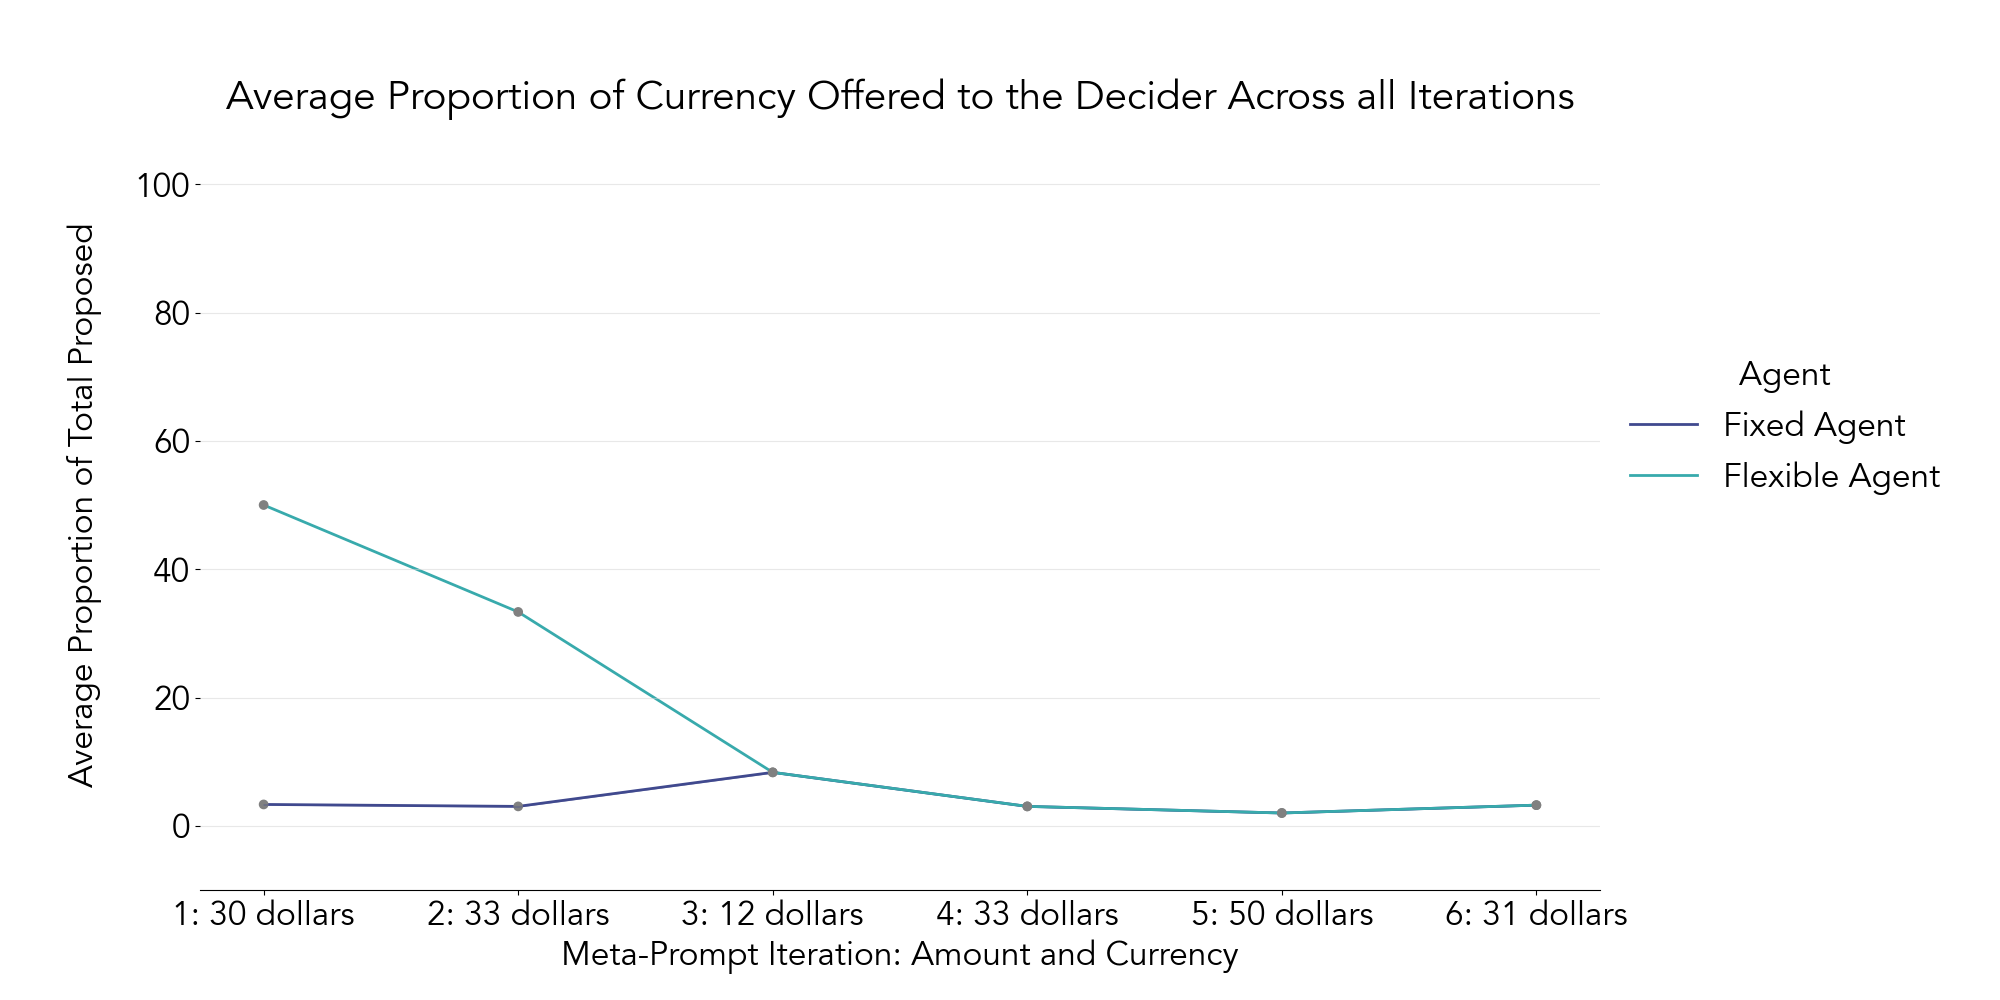 Average Proportion of Currency Offered to the Decider Across all Iterations
Average Proportion of Total Proposed
100
80
60
40
20
0
1: 30 dollars
2: 33 dollars
3: 12 dollars
4: 33 dollars
5: 50 dollars
6: 31 dollars
Meta-Prompt Iteration: Amount and Currency
Agent
Fixed Agent
Flexible Agent